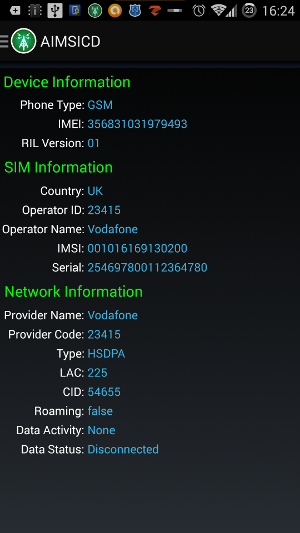 23 16:24
AIMSICD
Device Information
Phone Type: GSM
IMEI: 356831031979493
RIL Version: 01
SIM Information
Country: UK
Operator ID: 23415
Operator Name: Vodafone
IMSI: 001016169130200
Serial: 254697800112364780
Network Information
Provider Name: Vodafone
Provider Code: 23415
Type: HSDPA
LAC: 225
CID: 54655
Roaming: false
Data Activity: None
Data Status: Disconnected